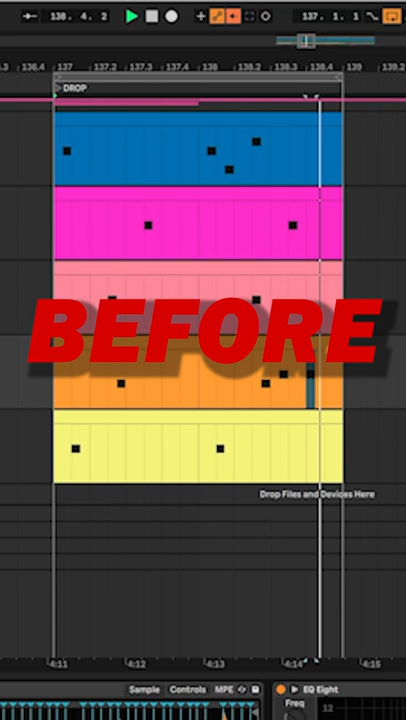 138. 4. 2
137. 1. 1
136.4
137
137.2
137.3
137.4
138
138.2
138.3
138.4
139
139.2
DROP
BEFORE
Drop Files and Devices Here
4:11
4:12
4:13
4:14
4:15
Sample Controls MPE
EQ Eight
Freq
12